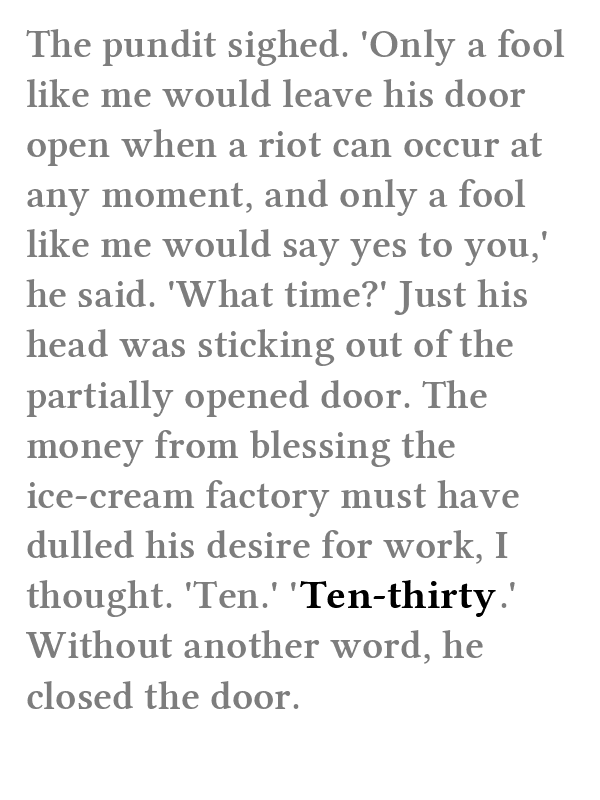 The pundit sighed. 'Only a fool
like me would leave his door
open when a riot can occur at
any moment, and only a fool
like me would say yes to you,'
he said. 'What time?' Just his
head was sticking out of the
partially opened door. The
money from blessing the
ice-cream factory must have
dulled his desire for work, I
thought. 'Ten.' 'Ten-thirty.'
Without another word, he
closed the door.